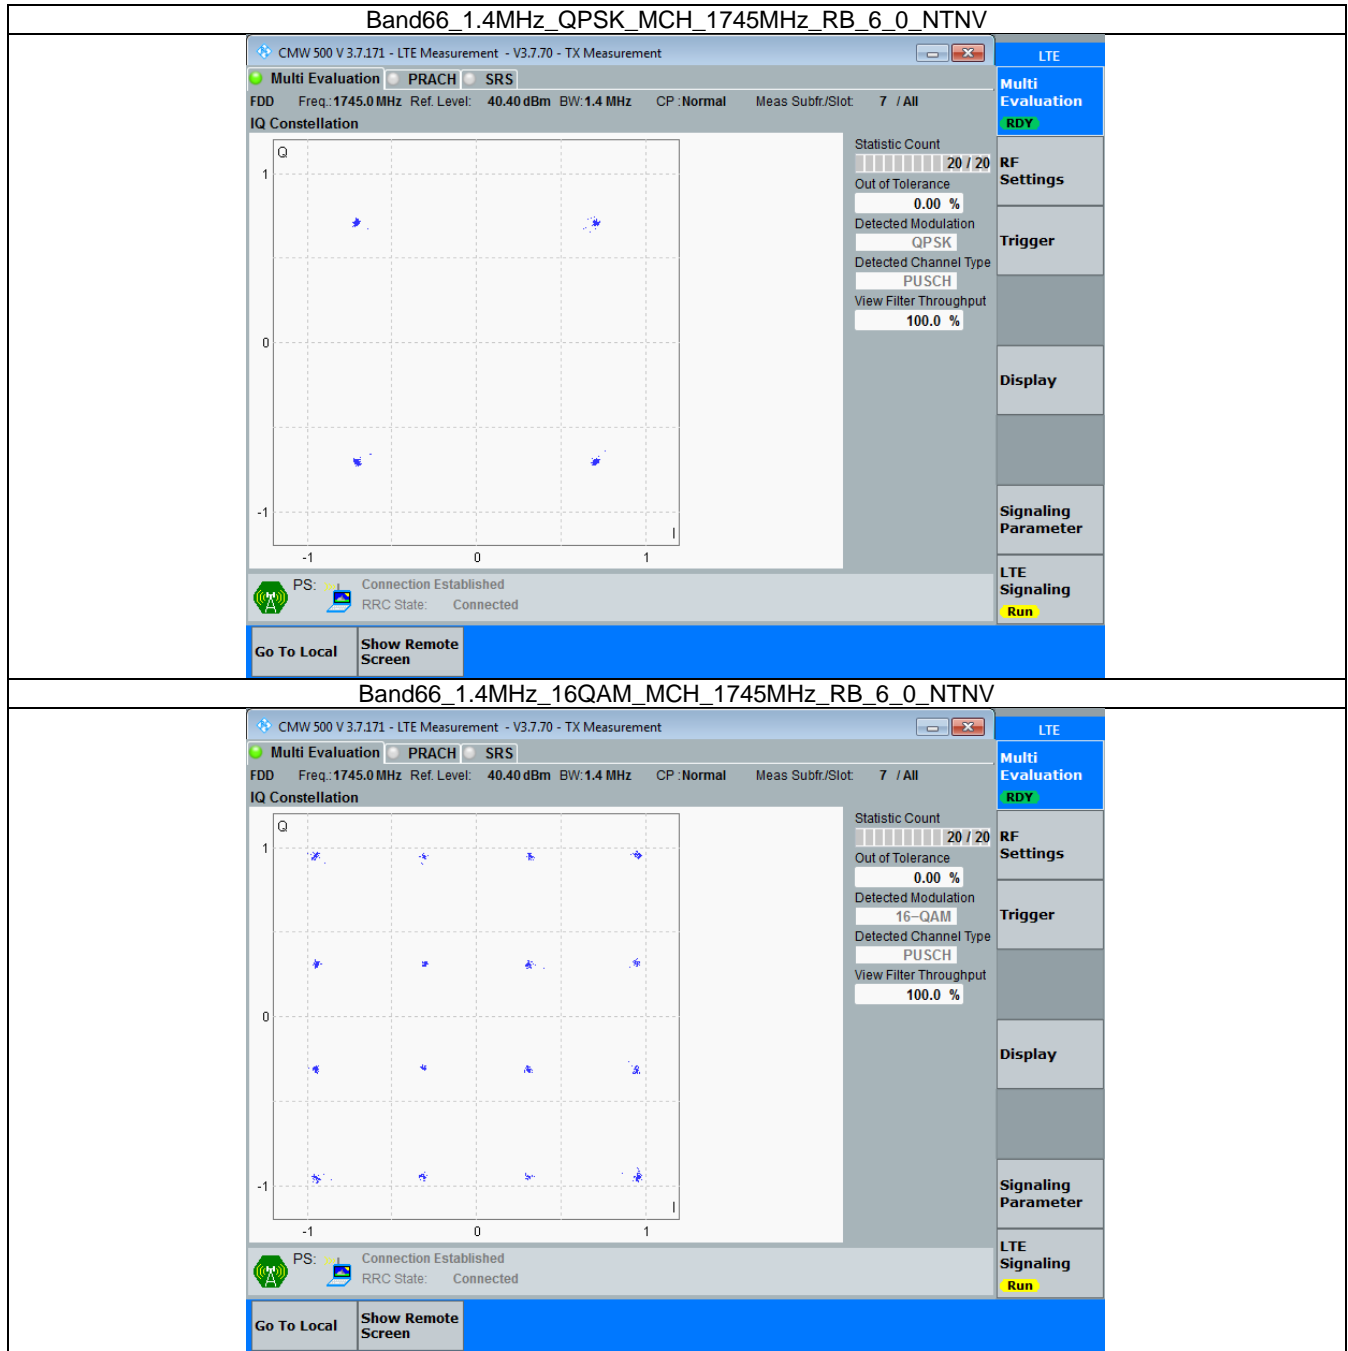 Band66_1.4MHz_QPSK_MCH_1745MHz_RB_6_0_NTNV
CMW 500 V 3.7.171 - LTE Measurement - V3.7.70 - TX Measurement
LTE
Multi Evaluation PRACH SRS
Multi
Evaluation
RDY
FDD Freq.:1745.0 MHz Ref. Level: 40.40 dBm BW:1.4 MHz CP :Normal Meas Subfr./Slot: 7 / All
IQ Constellation
Q
1
0
-1
I
-1 0 1
Statistic Count
20 / 20
Out of Tolerance
0.00 %
Detected Modulation
QPSK
Detected Channel Type
PUSCH
View Filter Throughput
100.0 %
RF
Settings
Trigger
Display
Signaling
Parameter
LTE
Signaling
Run
PS: Connection Established
RRC State: Connected
Go To Local
Show Remote
Screen
Band66_1.4MHz_16QAM_MCH_1745MHz_RB_6_0_NTNV
CMW 500 V 3.7.171 - LTE Measurement - V3.7.70 - TX Measurement
LTE
Multi Evaluation PRACH SRS
Multi
Evaluation
RDY
FDD Freq.:1745.0 MHz Ref. Level: 40.40 dBm BW:1.4 MHz CP :Normal Meas Subfr./Slot: 7 / All
IQ Constellation
Q
1
0
-1
I
-1 0 1
Statistic Count
20 / 20
Out of Tolerance
0.00 %
Detected Modulation
16-QAM
Detected Channel Type
PUSCH
View Filter Throughput
100.0 %
RF
Settings
Trigger
Display
Signaling
Parameter
LTE
Signaling
Run
PS: Connection Established
RRC State: Connected
Go To Local
Show Remote
Screen